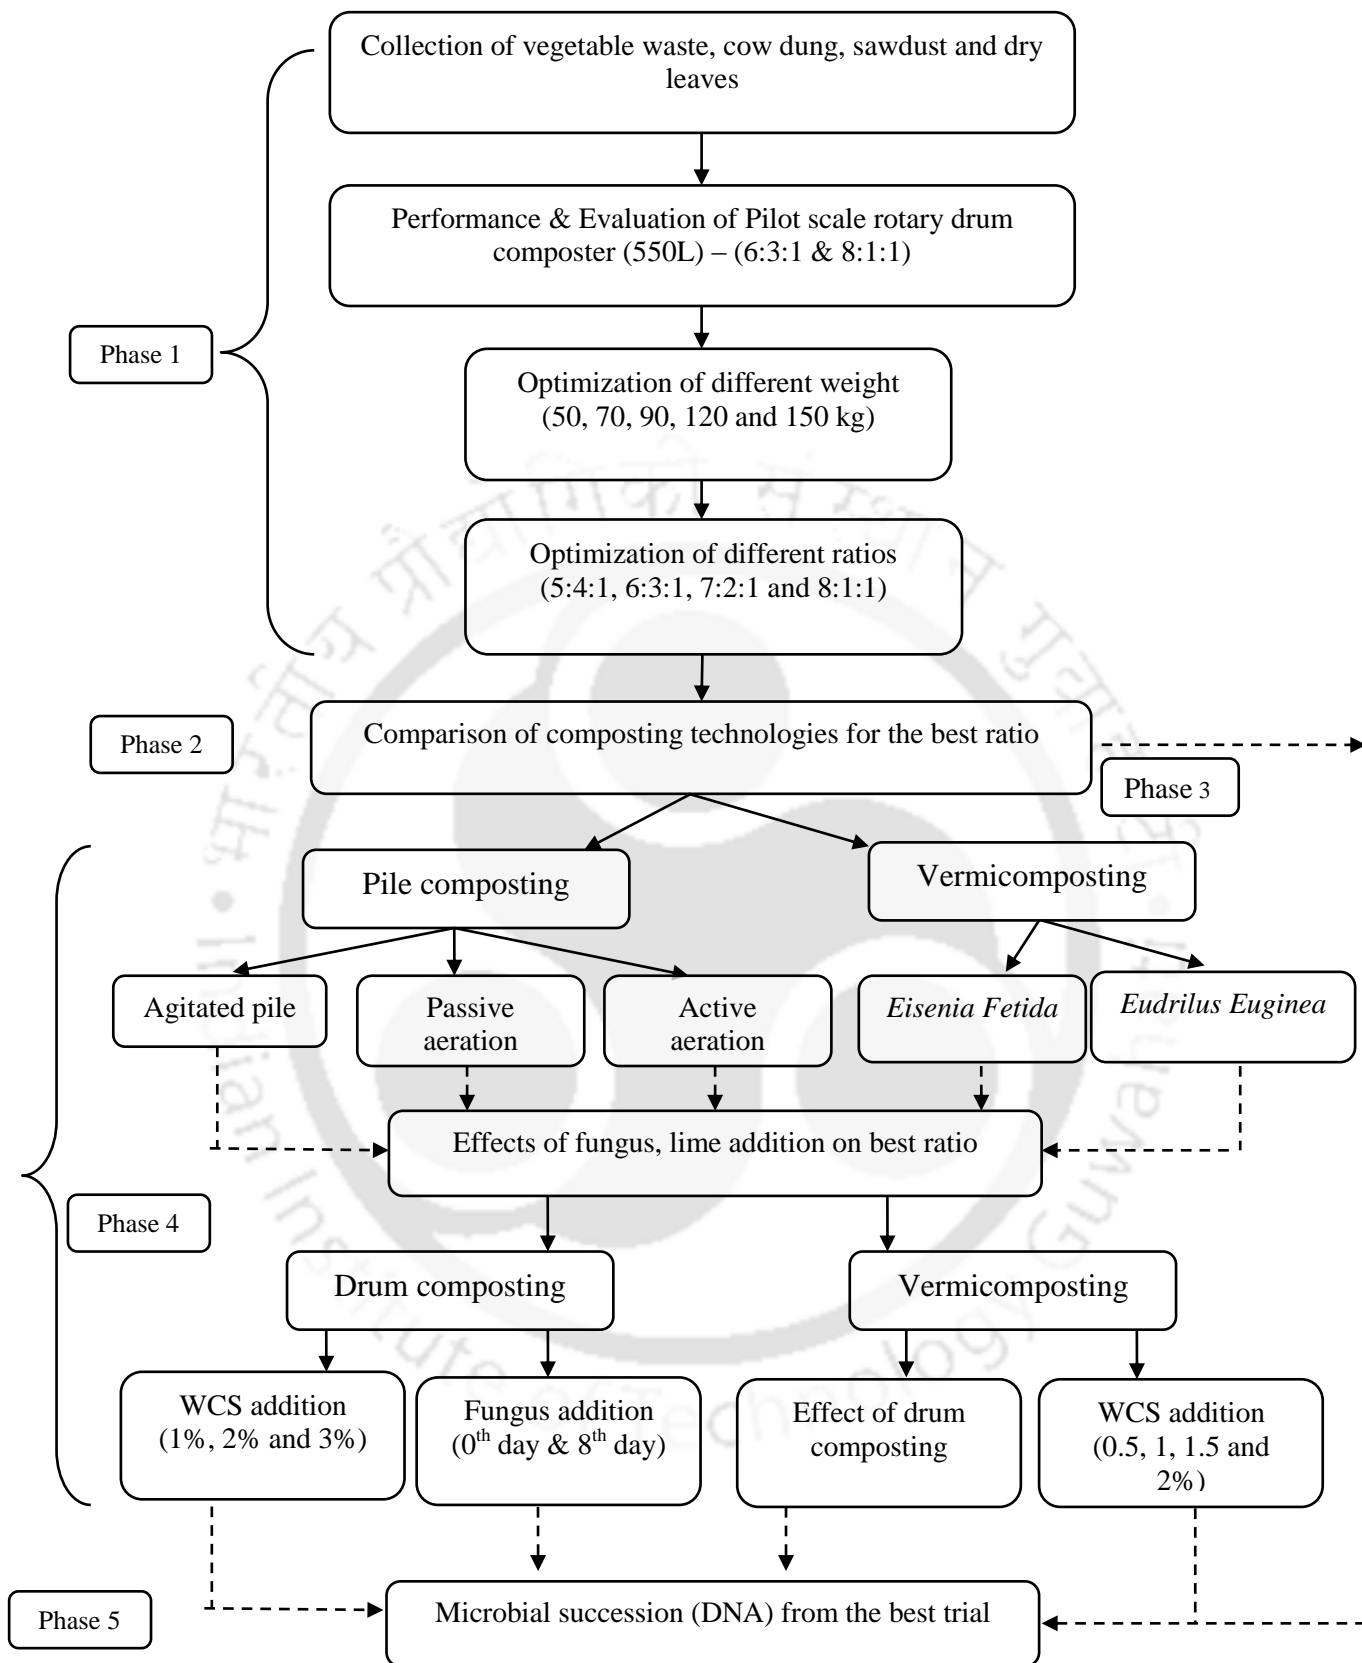 Collection of vegetable waste, cow dung, sawdust and dry
leaves
Performance & Evaluation of Pilot scale rotary drum
composter (550L) – (6:3:1 & 8:1:1)
Phase 1
Optimization of different weight
(50, 70, 90, 120 and 150 kg)
Optimization of different ratios
(5:4:1, 6:3:1, 7:2:1 and 8:1:1)
Phase 2
Comparison of composting technologies for the best ratio
Phase 3
Pile composting
Vermicomposting
Agitated pile
Passive
aeration
Active
aeration
Eisenia Fetida
Eudrilus Euginea
Effects of fungus, lime addition on best ratio
Phase 4
Drum composting
Vermicomposting
WCS addition
(1%, 2% and 3%)
Fungus addition
(0th day & 8th day)
Effect of drum
composting
WCS addition
(0.5, 1, 1.5 and
2%)
Phase 5
Microbial succession (DNA) from the best trial
Indian Institute of Technology Guwahati